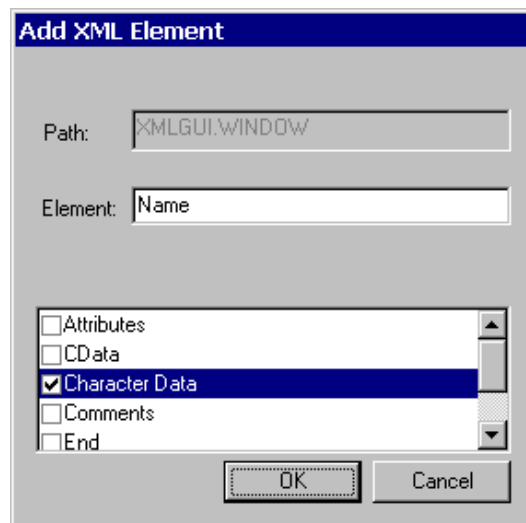 Add XML Element
Path: XMLGUI.WINDOW
Element: Name
Attributes
CData
Character Data
Comments
End
OK Cancel